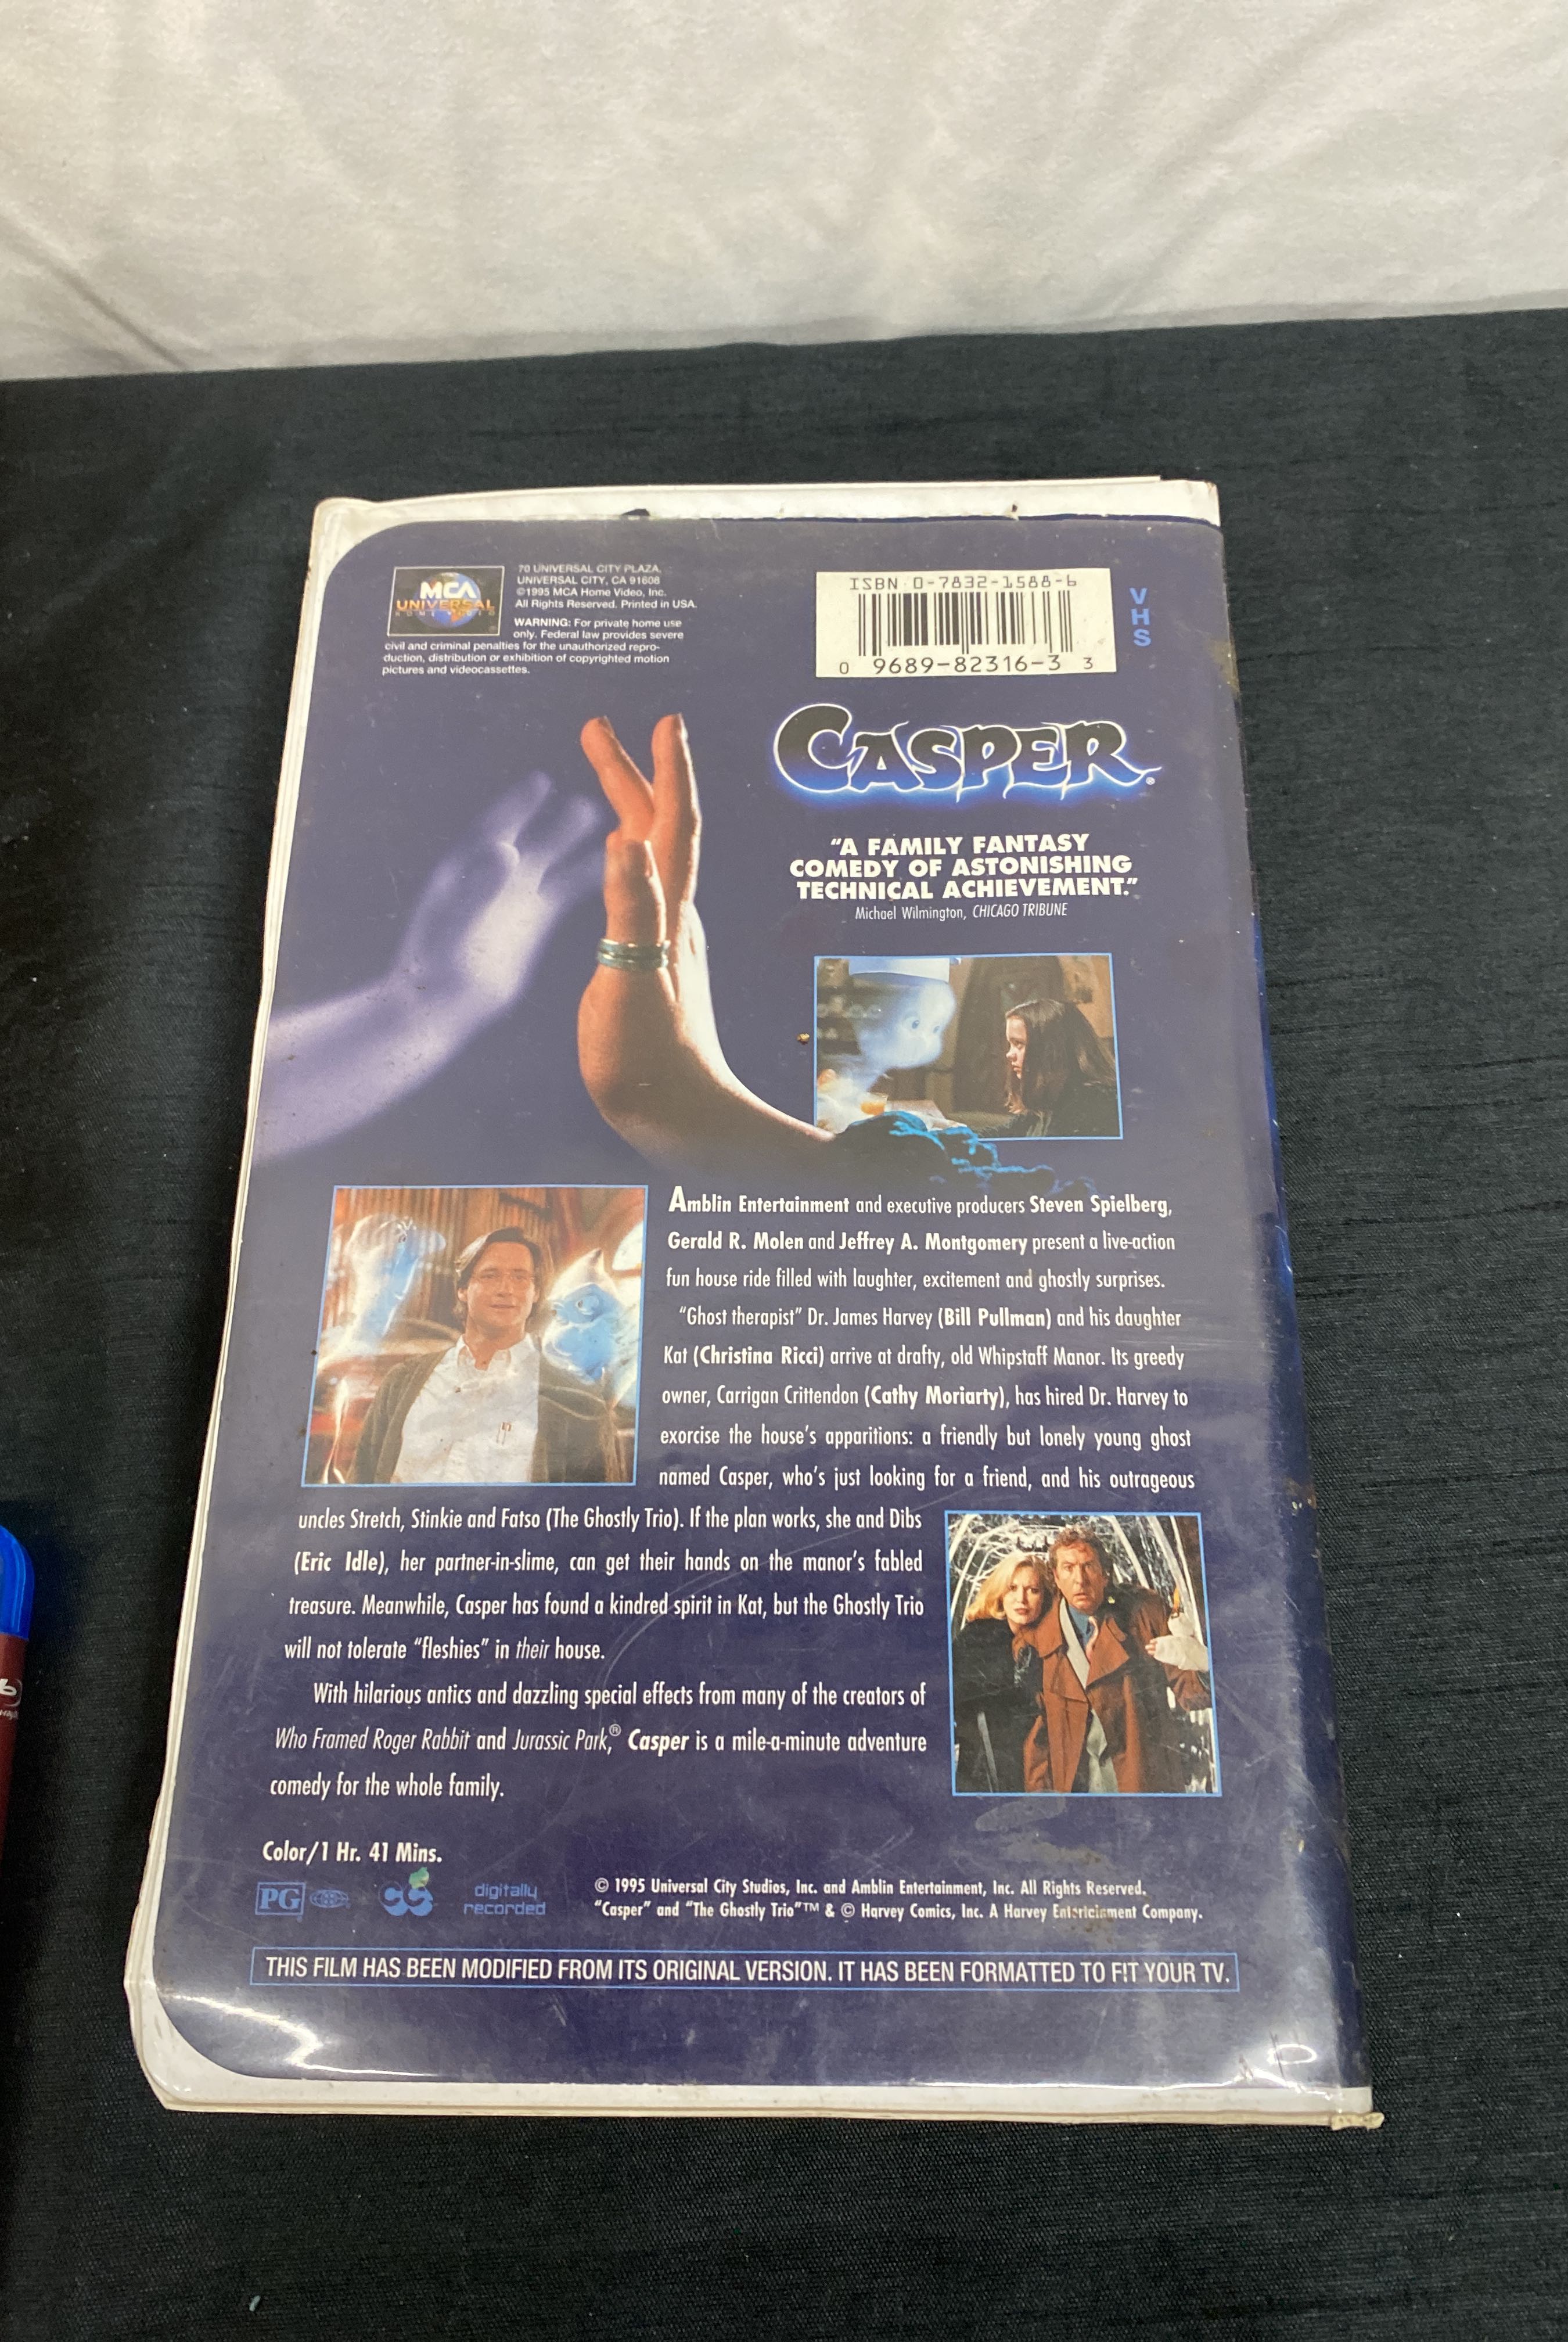 MCA
UNIVERSAL
HOME VIDEO
70 UNIVERSAL CITY PLAZA,
UNIVERSAL CITY, CA 91608
©1995 MCA Home Video, Inc.
All Rights Reserved. Printed in USA.
WARNING: For private home use
only. Federal law provides severe
civil and criminal penalties for the unauthorized repro-
duction, distribution or exhibition of copyrighted motion
pictures and videocassettes.
ISBN 0-7832-1588-6
0 9689-82316-3 3
VHS
CASPER
“A FAMILY FANTASY
COMEDY OF ASTONISHING
TECHNICAL ACHIEVEMENT.”
Michael Wilmington, CHICAGO TRIBUNE
Amblin Entertainment and executive producers Steven Spielberg,
Gerald R. Molen and Jeffrey A. Montgomery present a live-action
fun house ride filled with laughter, excitement and ghostly surprises.
“Ghost therapist” Dr. James Harvey (Bill Pullman) and his daughter
Kat (Christina Ricci) arrive at drafty, old Whipstaff Manor. Its greedy
owner, Carrigan Crittendon (Cathy Moriarty), has hired Dr. Harvey to
exorcise the house’s apparitions: a friendly but lonely young ghost
named Casper, who’s just looking for a friend, and his outrageous
uncles Stretch, Stinkie and Fatso (The Ghostly Trio). If the plan works, she and Dibs
(Eric Idle), her partner-in-slime, can get their hands on the manor’s fabled
treasure. Meanwhile, Casper has found a kindred spirit in Kat, but the Ghostly Trio
will not tolerate “fleshies” in their house.
With hilarious antics and dazzling special effects from many of the creators of
Who Framed Roger Rabbit and Jurassic Park,® Casper is a mile-a-minute adventure
comedy for the whole family.
Color/1 Hr. 41 Mins.
PG
CC
digitally
recorded
© 1995 Universal City Studios, Inc. and Amblin Entertainment, Inc. All Rights Reserved.
“Casper” and “The Ghostly Trio”™ & © Harvey Comics, Inc. A Harvey Entertainment Company.
THIS FILM HAS BEEN MODIFIED FROM ITS ORIGINAL VERSION. IT HAS BEEN FORMATTED TO FIT YOUR TV.